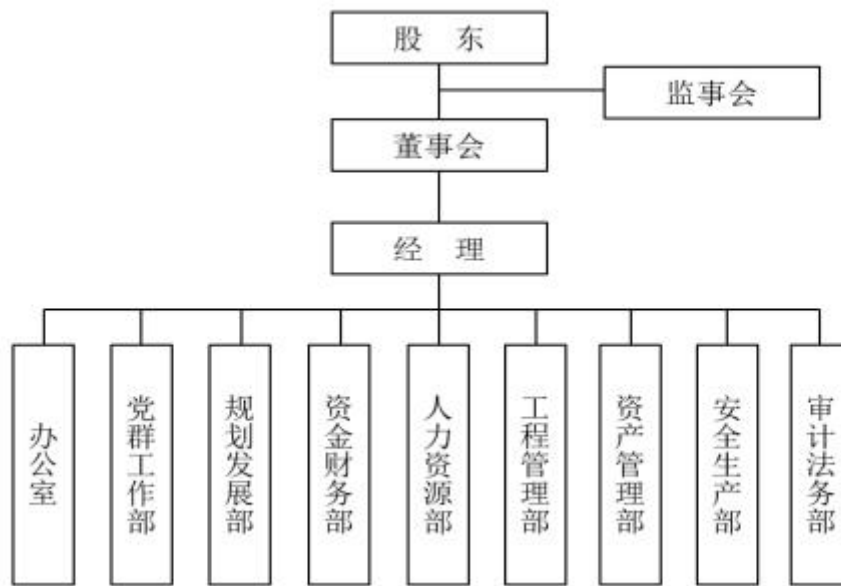 股 东
监事会
董事会
经 理
办公室
党群工作部
规划发展部
资金财务部
人力资源部
工程管理部
资产管理部
安全生产部
审计法务部